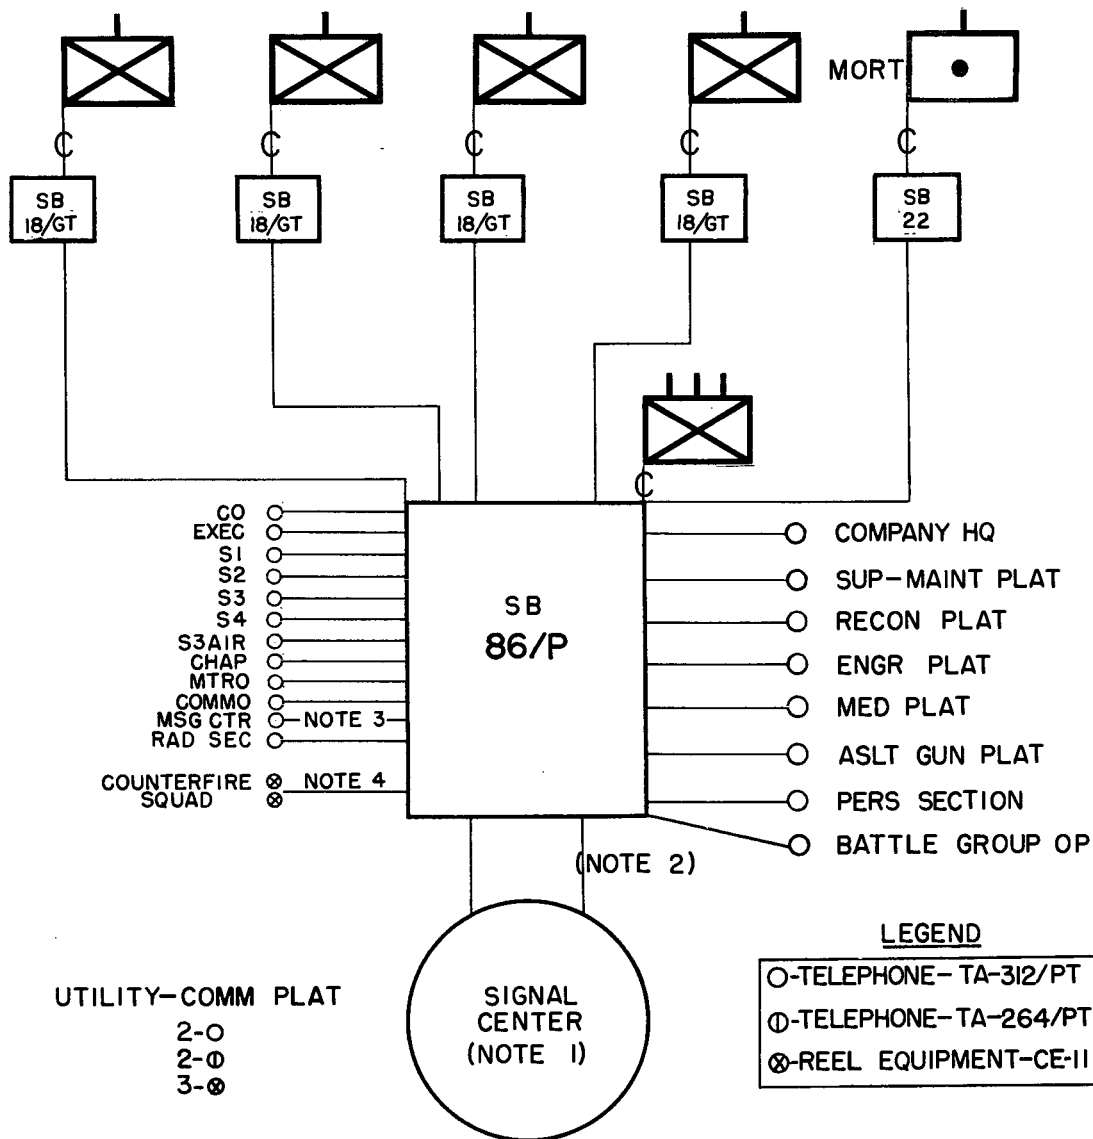 MORT
C
C
C
C
C
SB
18/GT
SB
18/GT
SB
18/GT
SB
18/GT
SB
22
C
CO
EXEC
S1
S2
S3
S4
S3AIR
CHAP
MTRO
COMMO
MSG CTR
NOTE 3
RAD SEC
COUNTERFIRE
SQUAD
NOTE 4
SB
86/P
COMPANY HQ
SUP-MAINT PLAT
RECON PLAT
ENGR PLAT
MED PLAT
ASLT GUN PLAT
PERS SECTION
BATTLE GROUP OP
(NOTE 2)
SIGNAL
CENTER
(NOTE 1)
UTILITY-COMM PLAT
2-
2-
3-
LEGEND
-TELEPHONE-TA-312/PT
-TELEPHONE-TA-264/PT
-REEL EQUIPMENT-CE-11